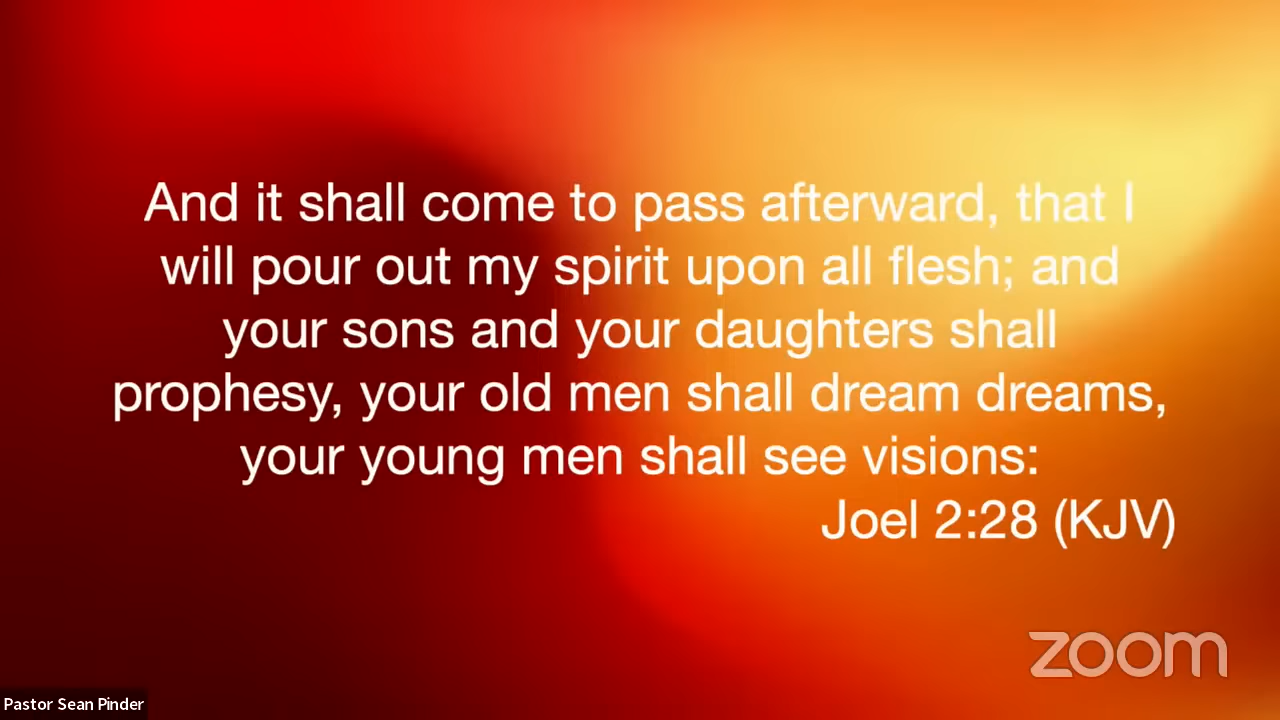 And it shall come to pass afterward, that I
will pour out my spirit upon all flesh; and
your sons and your daughters shall
prophesy, your old men shall dream dreams,
your young men shall see visions:
Joel 2:28 (KJV)
zoom
Pastor Sean Pinder